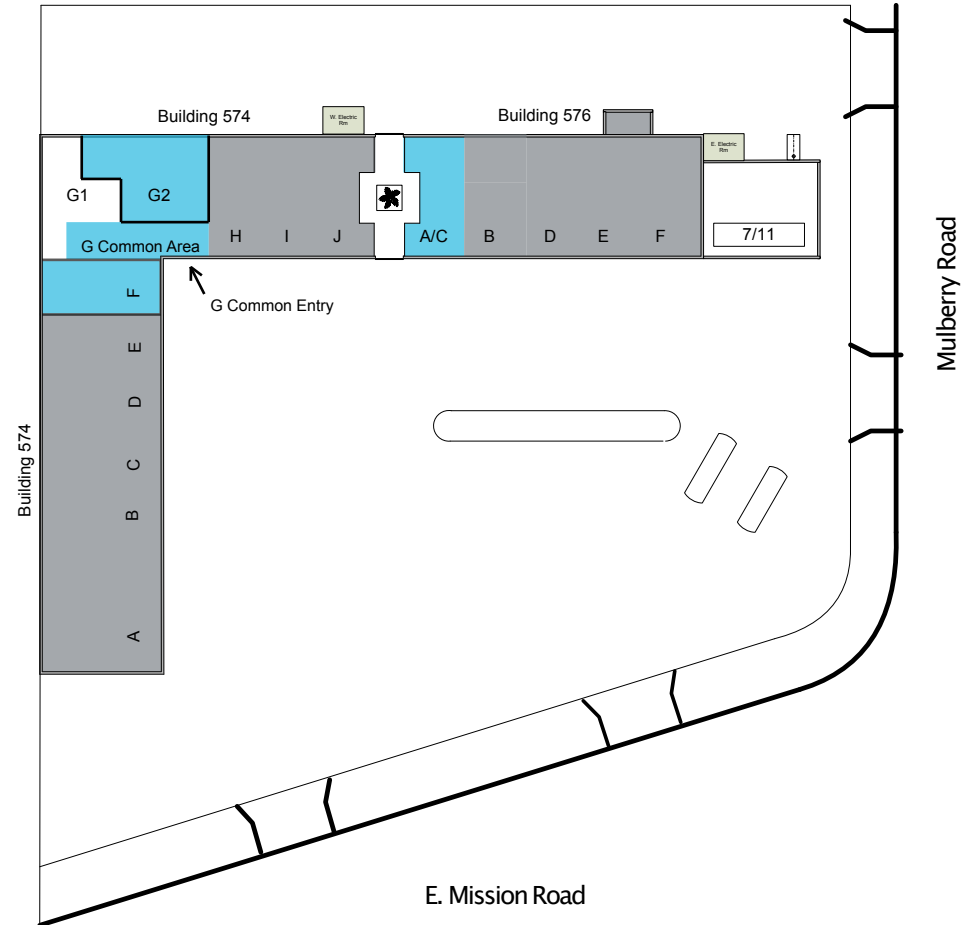 Building 574
W. Electric
Rm
Building 576
E. Electric
Rm
G1
G2
G Common Area
H
I
J
A/C
B
D
E
F
7/11
G Common Entry
F
E
D
C
B
A
Building 574
Mulberry Road
E. Mission Road